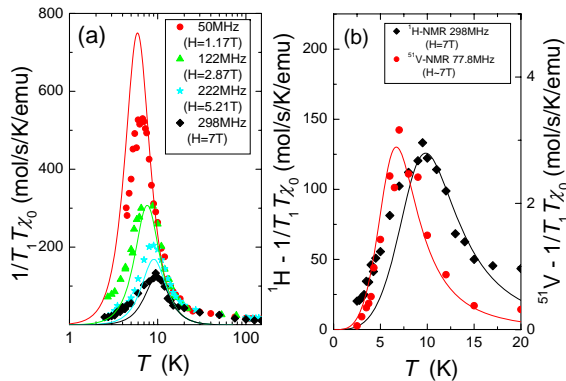 (a)
50MHz
(H=1.17T)
122MHz
(H=2.87T)
222MHz
(H=5.21T)
298MHz
(H=7T)
800
600
400
200
1
10
100
T (K)
1/T₁Tχ₀ (mol/s/K/emu)
(b)
¹H-NMR 298MHz
(H=7T)
⁵¹V-NMR 77.8MHz
(H~7T)
225
200
150
100
50
0
0
5
10
15
20
4
2
0
T (K)
¹H - 1/T₁Tχ₀ (mol/s/K/emu)
⁵¹V - 1/T₁Tχ₀ (mol/s/K/emu)